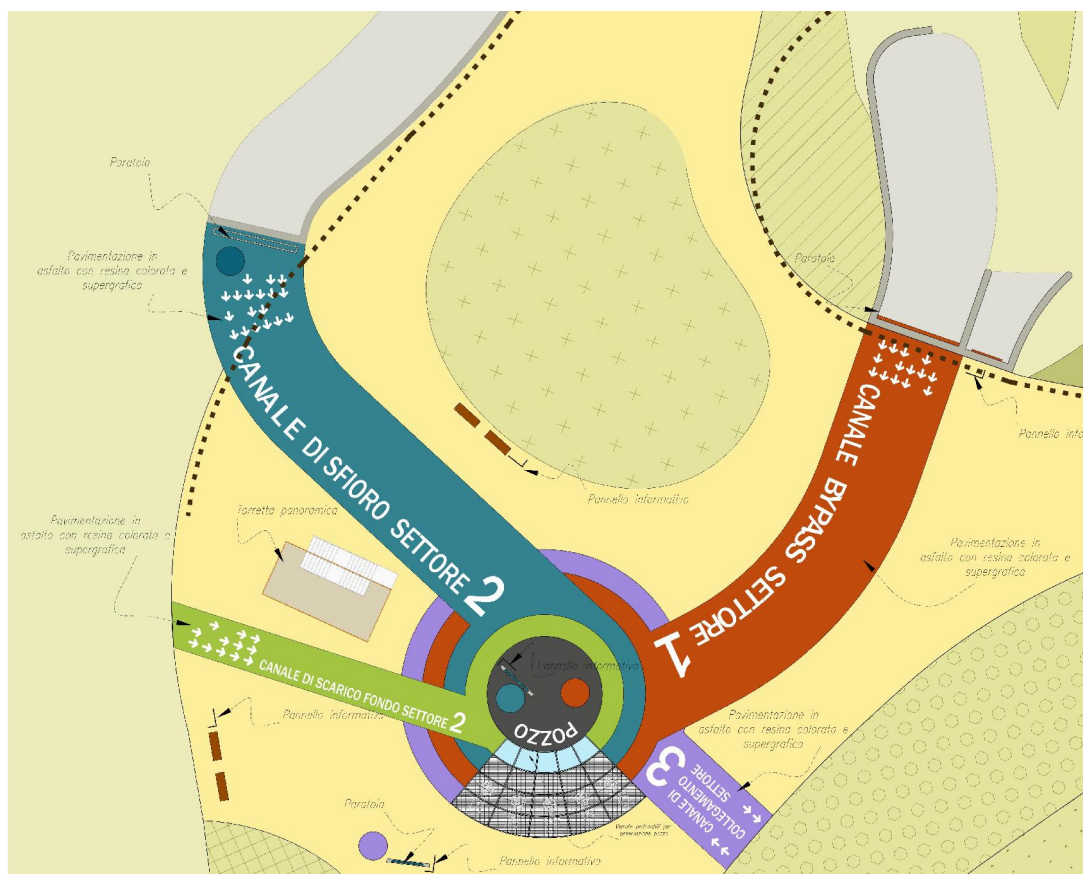 Paratoia
Pavimentazione in
asfalto con resina colorata e
supergrafica
CANALE DI SFIORO SETTORE 2
Paratoia
CANALE BYPASS SETTORE 1
Pannello info
Pannello informativo
Torretta panoramica
Pavimentazione in
asfalto con resina colorata e
supergrafica
Pavimentazione in
asfalto con resina colorata e
supergrafica
CANALE DI SCARICO FONDO SETTORE 2
Pannello informativo
Pannello informativo
POZZO
Pavimentazione in
asfalto con resina colorata e
supergrafica
3
CANALE DI
COLLEGAMENTO
SETTORE
Paratoia
Pannello informativo